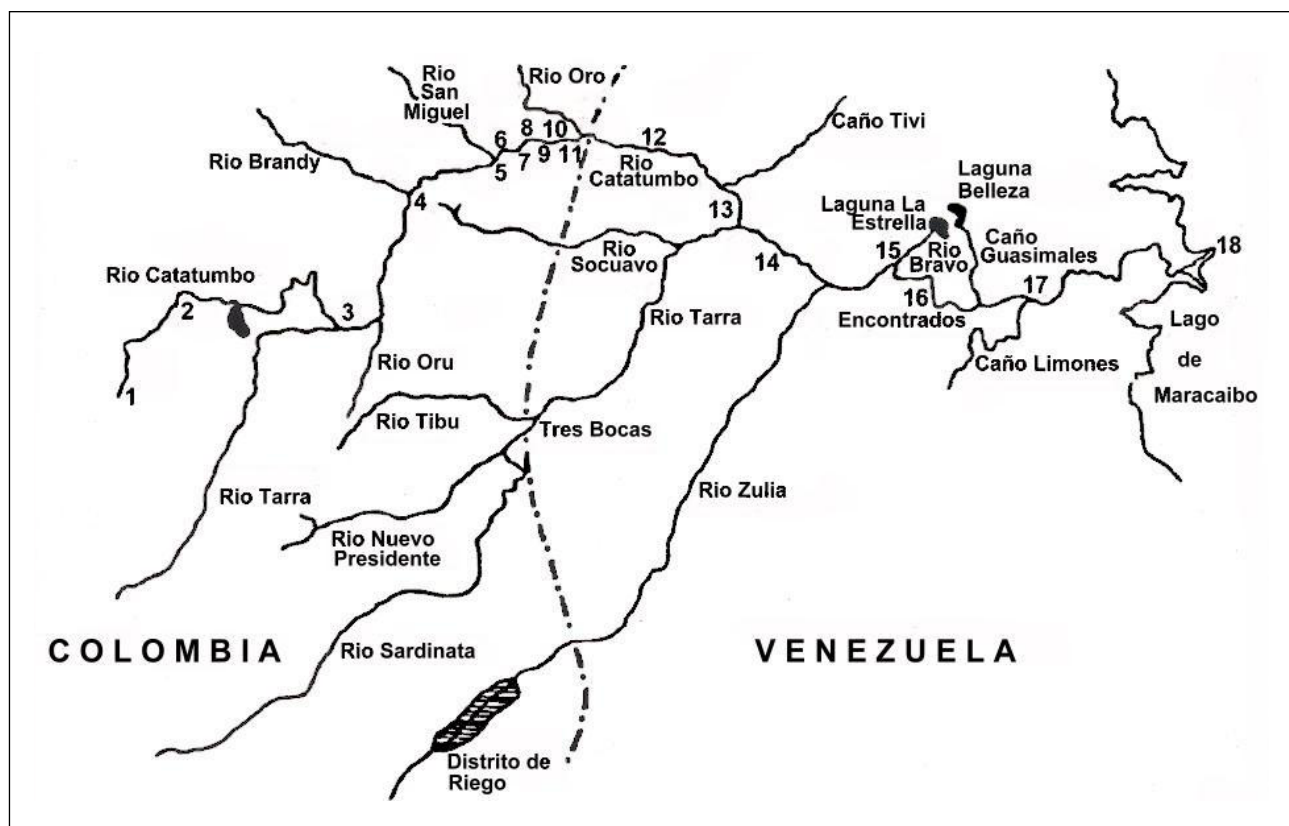 Rio
San
Miguel
Rio Oro
Rio Brandy
6
8
10
5
7
9
11
12
Rio
Catatumbo
Caño Tivi
4
13
Laguna
Belleza
Laguna La
Estrella
Rio
Socuavo
14
15
Rio
Bravo
Caño
Guasimales
18
Rio Catatumbo
2
3
16
17
Encontrados
Lago
de
Maracaibo
1
Rio Oru
Rio Tarra
Caño Limones
Rio Tibu
Tres Bocas
Rio Tarra
Rio Zulia
Rio Nuevo
Presidente
COLOMBIA
Rio Sardinata
VENEZUELA
Distrito de
Riego